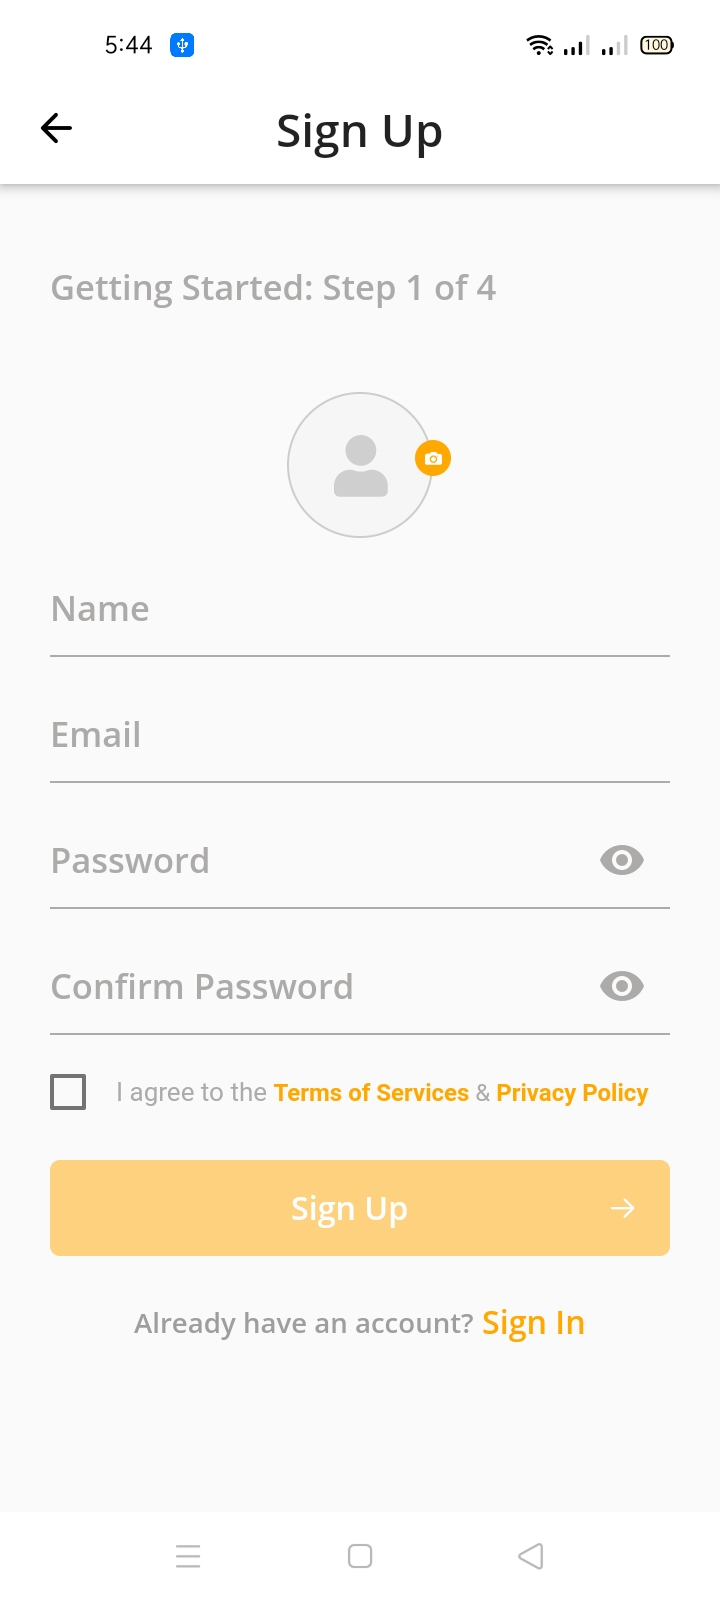 5:44
100
Sign Up
Getting Started: Step 1 of 4
Name
Email
Password
Confirm Password
I agree to the Terms of Services & Privacy Policy
Sign Up
Already have an account? Sign In